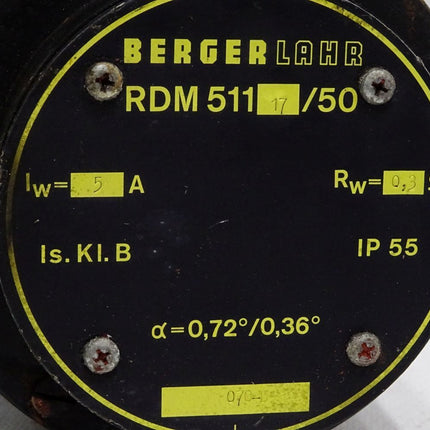 BERGER LAHR
RDM 511 17 /50
Iw= .5 A
Rw= 0,3
Is. Kl. B
IP 55
α=0,72°/0,36°